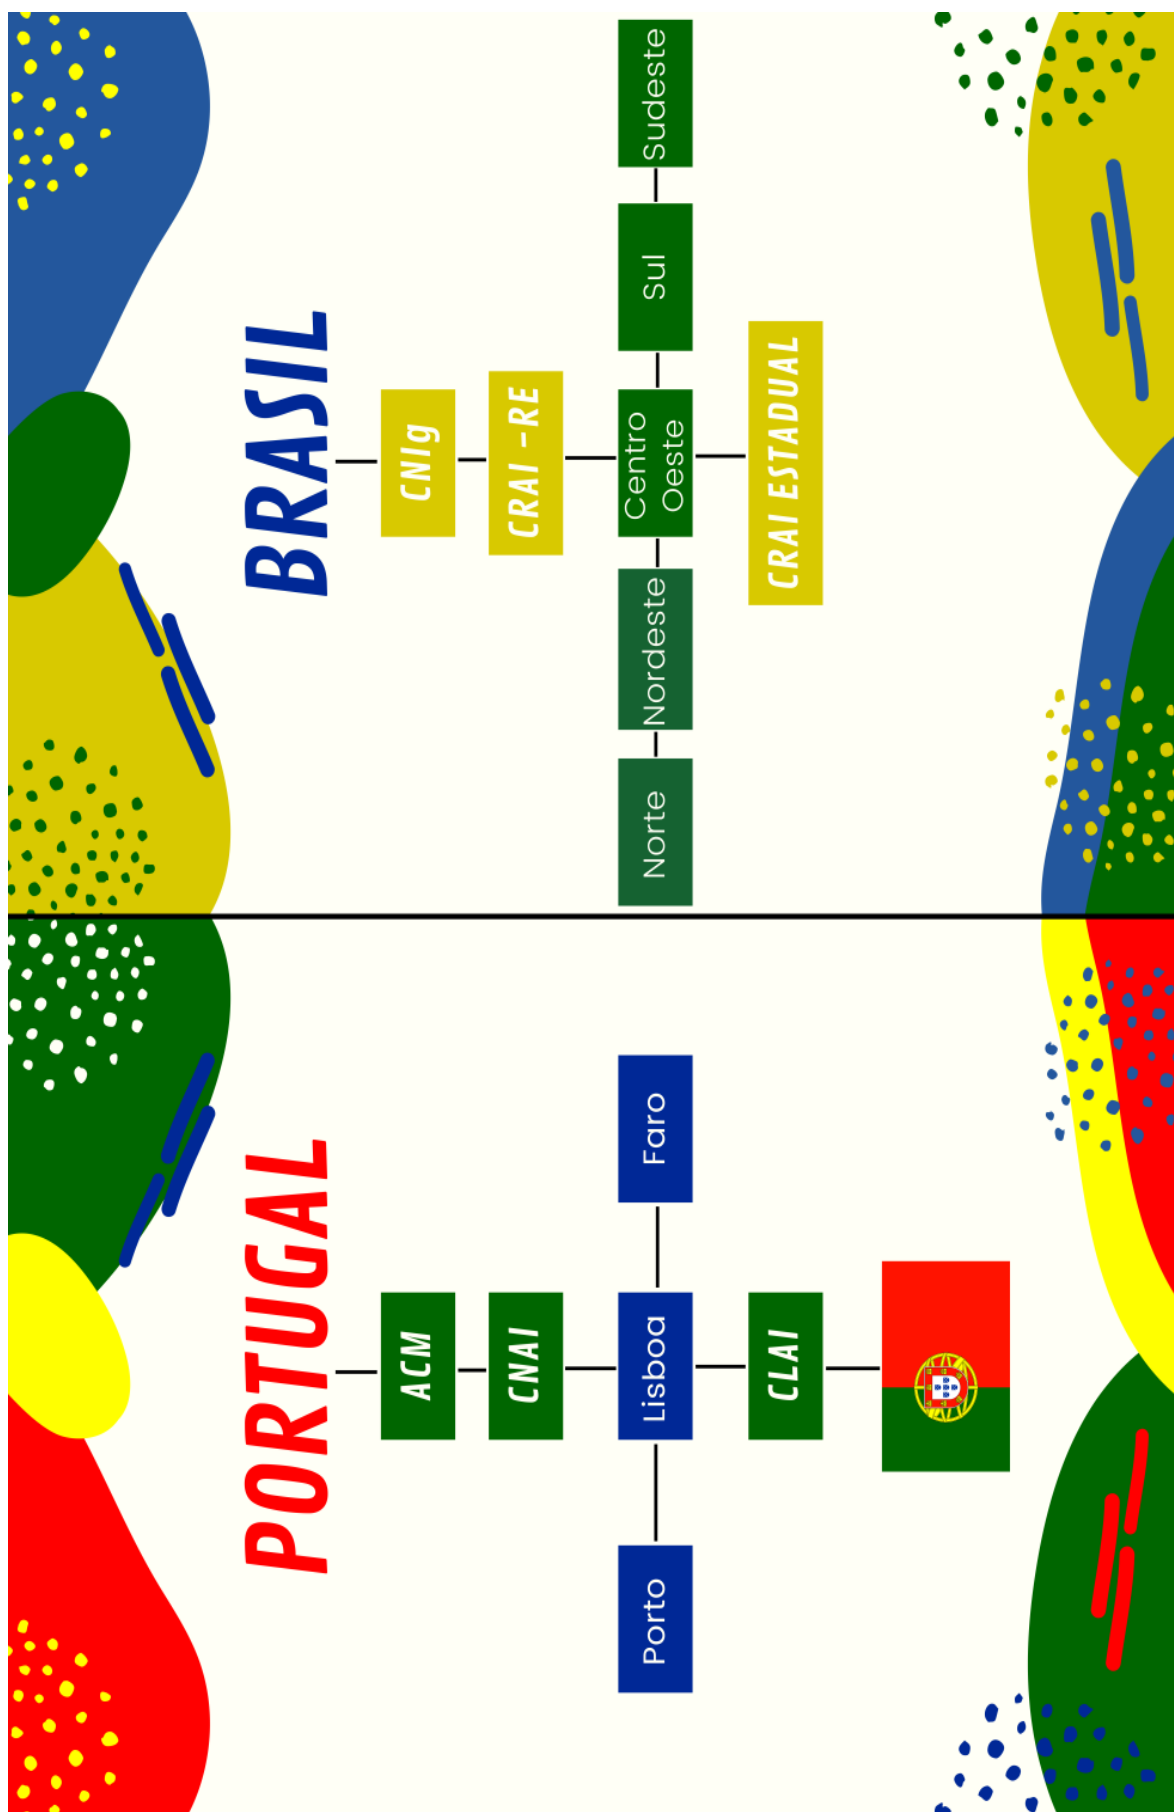 PORTUGAL
ACM
CNAI
Porto
Lisboa
Faro
CLAI
BRASIL
CNIg
CRAI -RE
Norte
Nordeste
Centro
Oeste
Sul
Sudeste
CRAI ESTADUAL